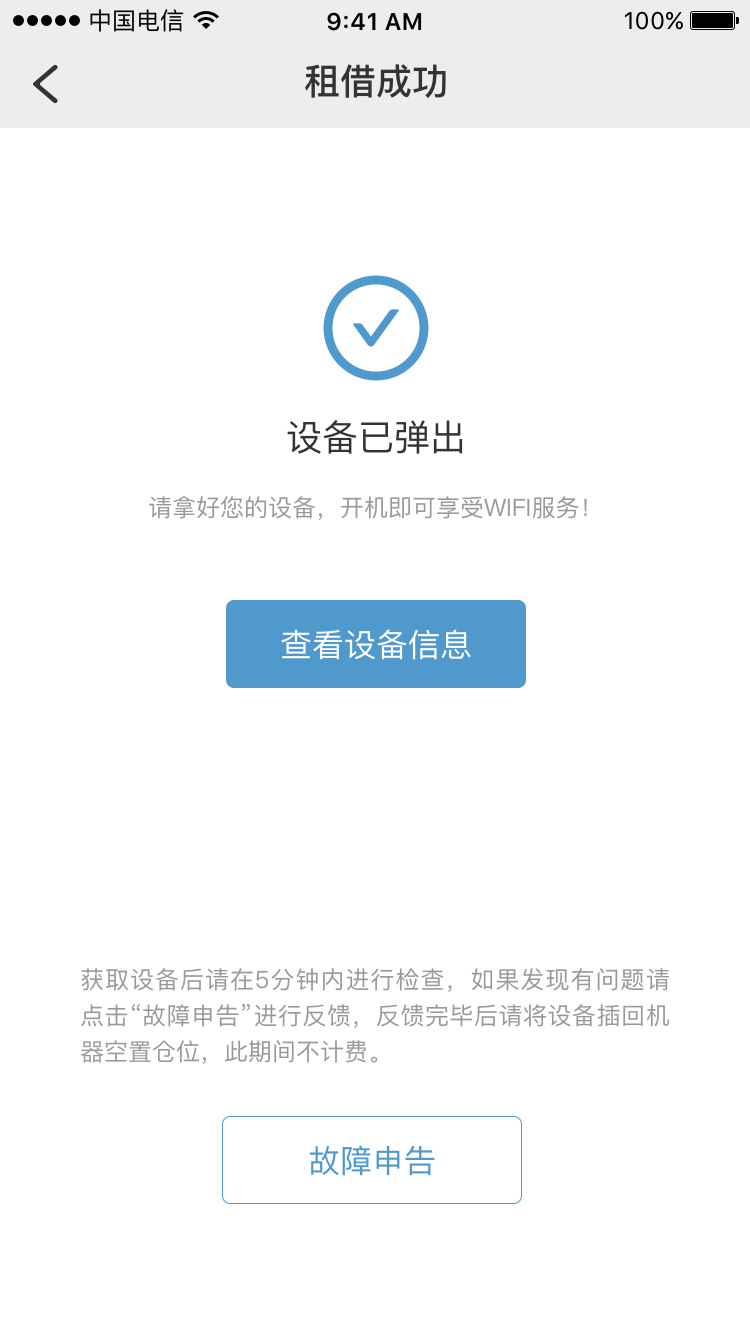 中国电信
9:41 AM
100%
租借成功
设备已弹出
请拿好您的设备，开机即可享受WIFI服务！
查看设备信息
获取设备后请在5分钟内进行检查，如果发现有问题请
点击“故障申告”进行反馈，反馈完毕后请将设备插回机
器空置仓位，此期间不计费。
故障申告